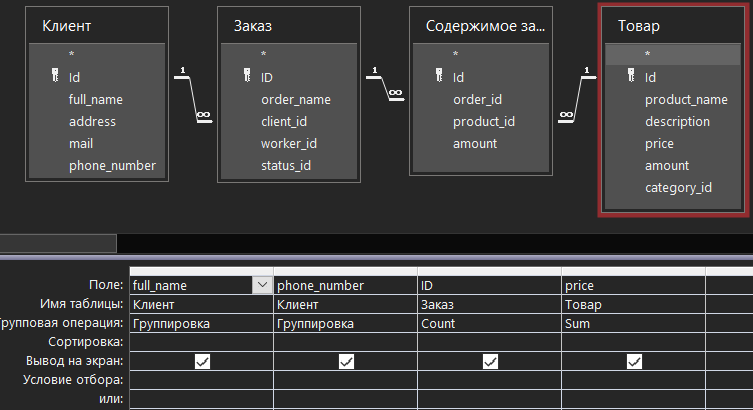 Клиент
*
Id
full_name
address
mail
phone_number
1
∞
Заказ
*
ID
order_name
client_id
worker_id
status_id
1
∞
Содержимое за...
*
Id
order_id
product_id
amount
1
∞
Товар
*
Id
product_name
description
price
amount
category_id
Поле: full_name phone_number ID price
Имя таблицы: Клиент Клиент Заказ Товар
Групповая операция: Группировка Группировка Count Sum
Сортировка:
Вывод на экран:
Условие отбора:
или: